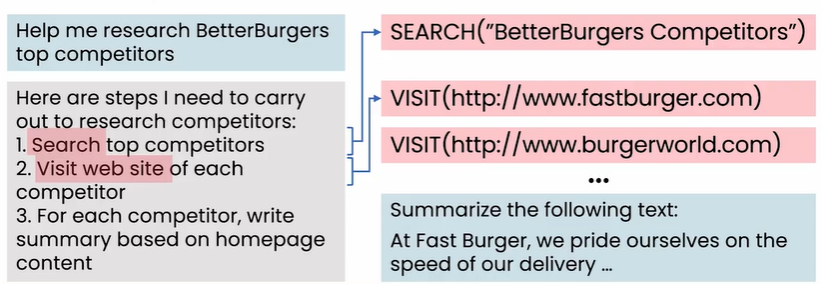 Help me research BetterBurgers
top competitors
Here are steps I need to carry
out to research competitors:
1. Search top competitors
2. Visit web site of each
competitor
3. For each competitor, write
summary based on homepage
content
SEARCH(”BetterBurgers Competitors”)
VISIT(http://www.fastburger.com)
VISIT(http://www.burgerworld.com)
...
Summarize the following text:
At Fast Burger, we pride ourselves on the
speed of our delivery ...